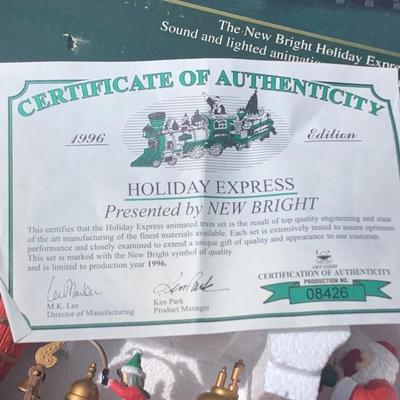 The New Bright Holiday Expre
Sound and lighted animatio
CERTIFICATE OF AUTHENTICITY
1996 Edition
HOLIDAY EXPRESS
Presented by NEW BRIGHT
This certifies that the Holiday Express animated train set is the result of top quality engineering and state
of the art manufacturing of the finest materials available. Each set is extensively tested to assure optimum
performance and closely examined to extend a unique gift of quality and appearance to our customer.
This set is marked with the New Bright symbol of quality
and is limited to production year 1996.
M.K. Lee
Director of Manufacturing
Ken Park
Ken Park
Product Manager
CERTIFICATION OF AUTHENTICITY
PRODUCTION NO.
08426